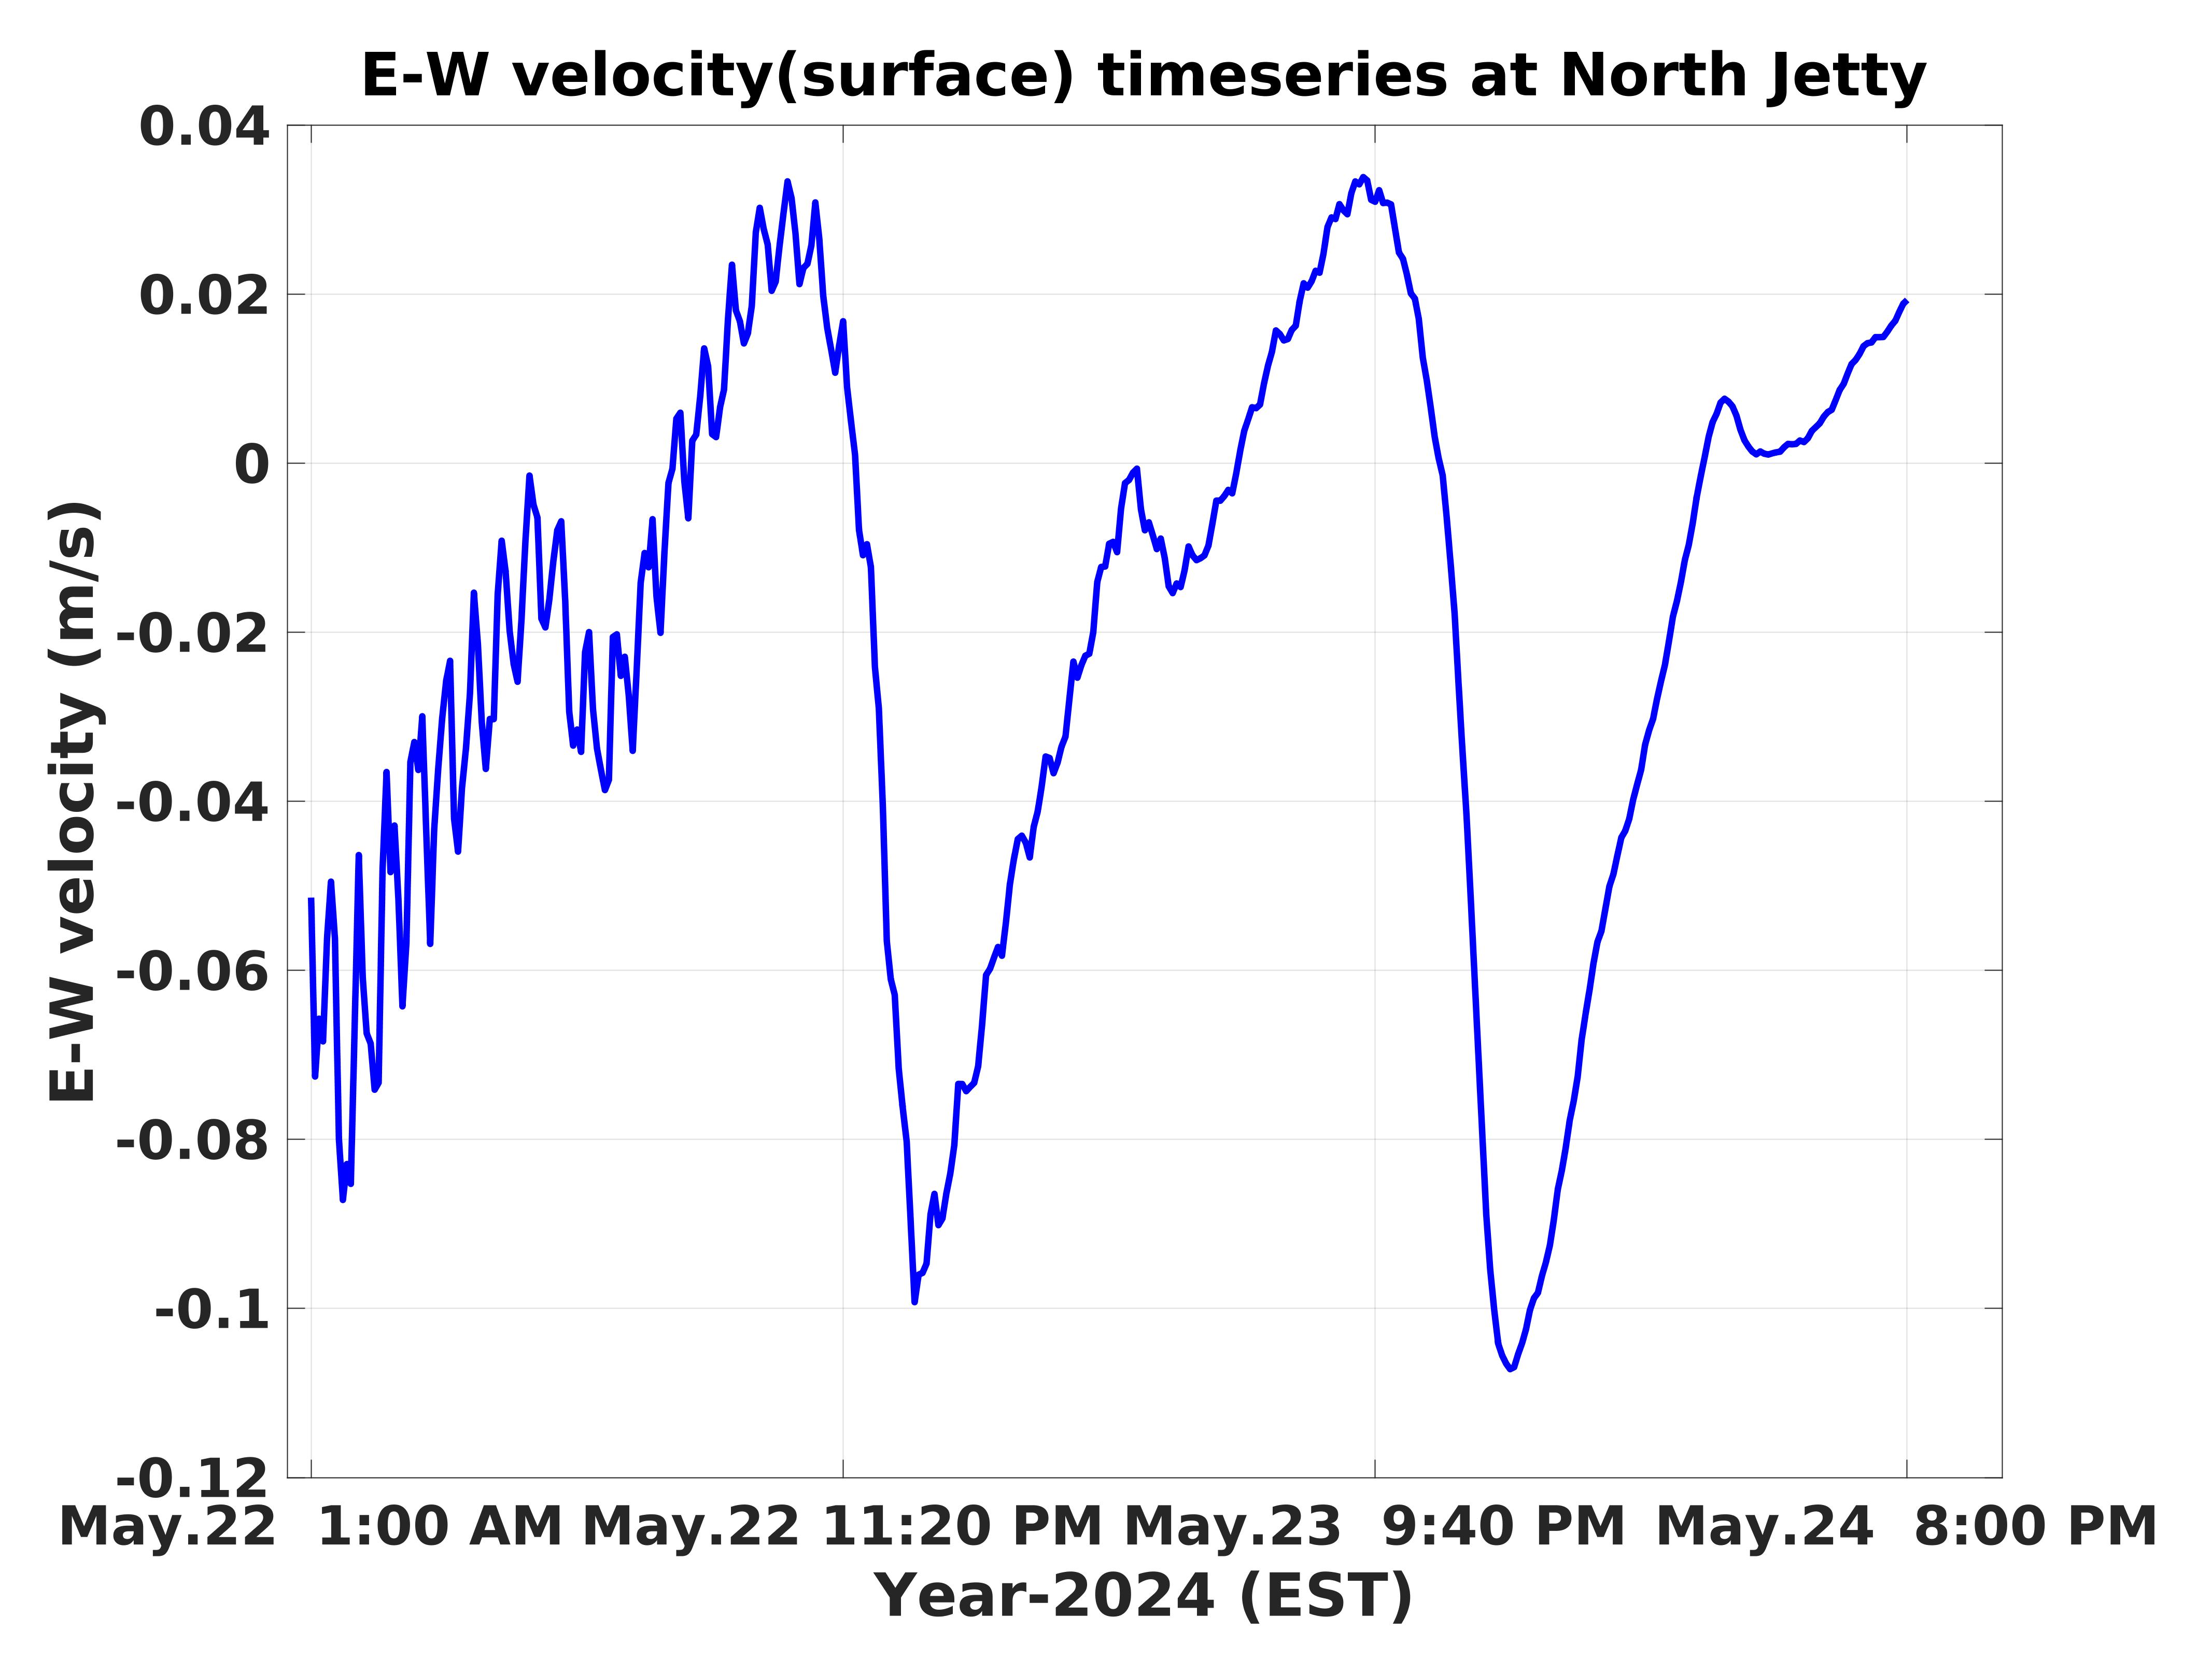 E-W velocity(surface) timeseries at North Jetty
0.04
0.02
0
-0.02
-0.04
-0.06
-0.08
-0.1
-0.12
E-W velocity (m/s)
May.22 1:00 AM May.22 11:20 PM May.23 9:40 PM May.24 8:00 PM
Year-2024 (EST)